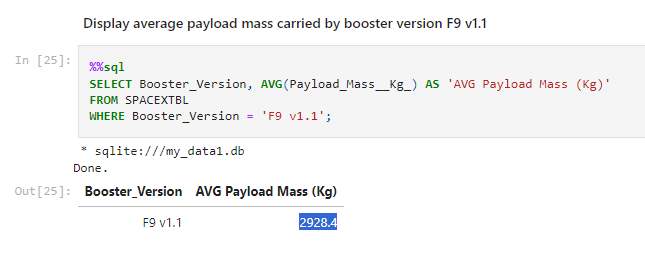 Display average payload mass carried by booster version F9 v1.1
In [25]:
%%sql
SELECT Booster_Version, AVG(Payload_Mass__Kg_) AS 'AVG Payload Mass (Kg)'
FROM SPACEXTBL
WHERE Booster_Version = 'F9 v1.1';
* sqlite:///my_data1.db
Done.
Out[25]:
Booster_Version AVG Payload Mass (Kg)
F9 v1.1 2928.4